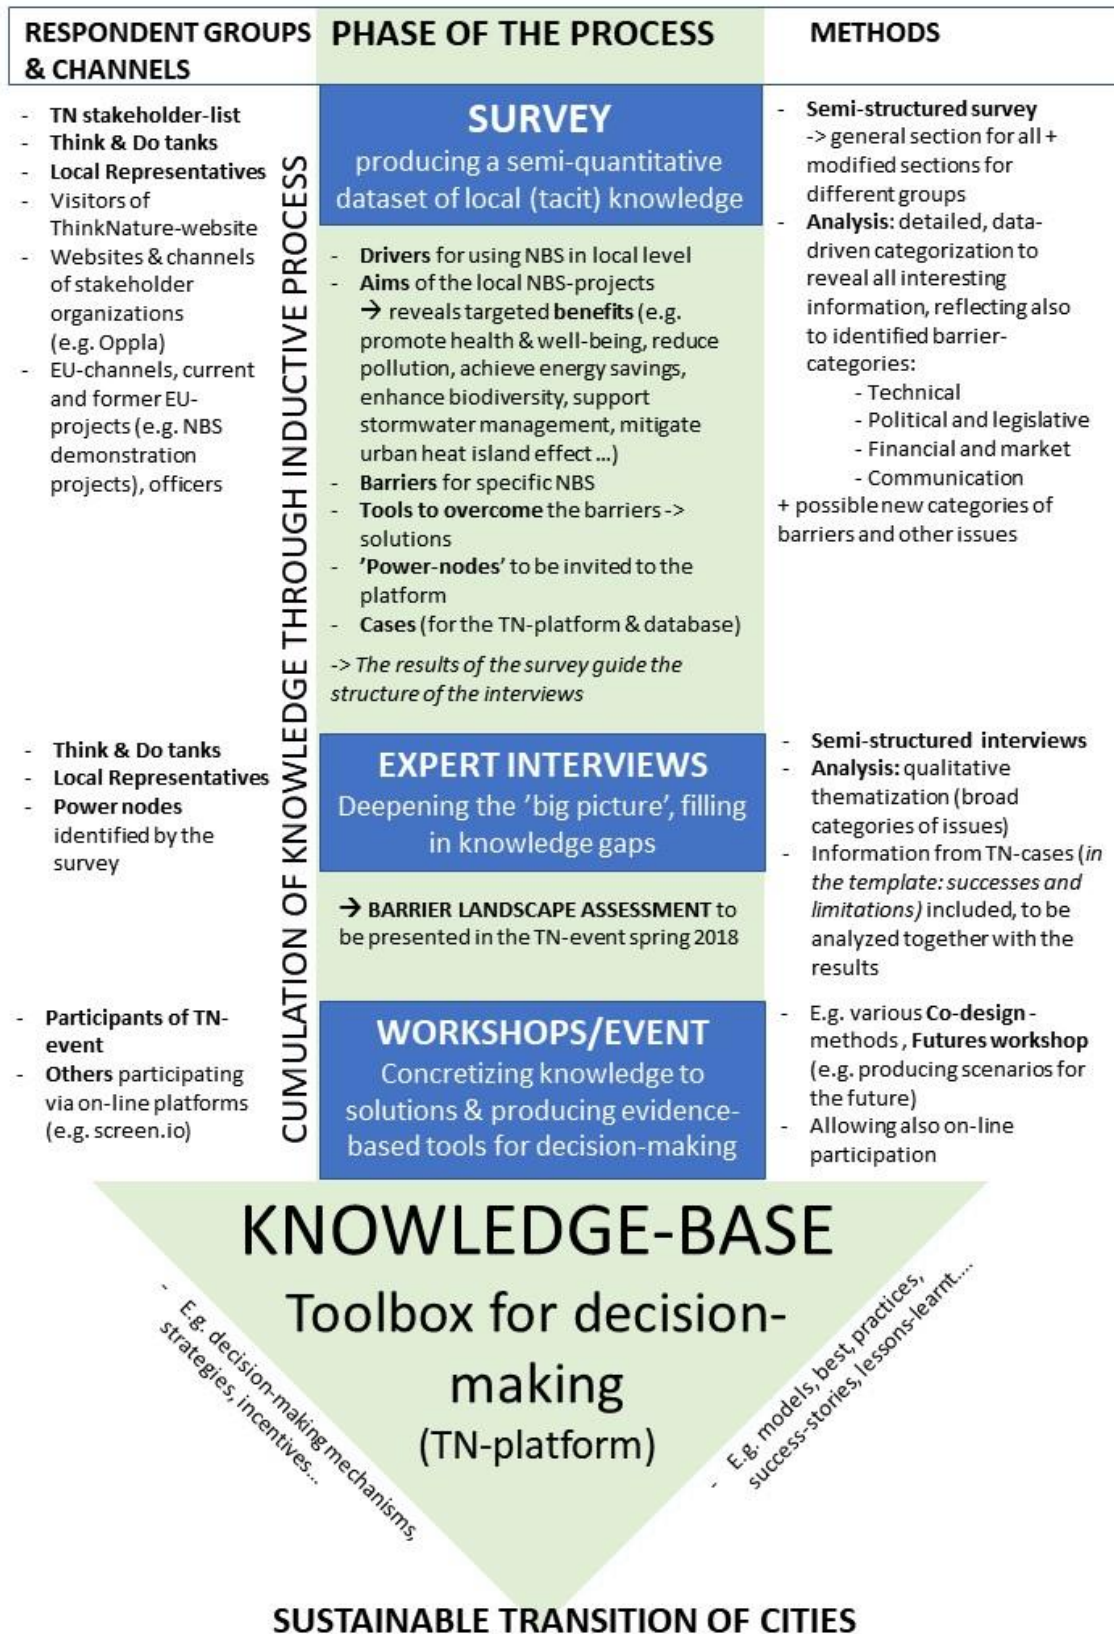 RESPONDENT GROUPS
& CHANNELS
PHASE OF THE PROCESS
METHODS
- TN stakeholder-list
- Think & Do tanks
- Local Representatives
- Visitors of
ThinkNature-website
- Websites & channels
of stakeholder
organizations
(e.g. Oppla)
- EU-channels, current
and former EU-
projects (e.g. NBS
demonstration
projects), officers
CUMULATION OF KNOWLEDGE THROUGH INDUCTIVE PROCESS
SURVEY
producing a semi-quantitative
dataset of local (tacit) knowledge
- Drivers for using NBS in local level
- Aims of the local NBS-projects
→ reveals targeted benefits (e.g.
promote health & well-being, reduce
pollution, achieve energy savings,
enhance biodiversity, support
stormwater management, mitigate
urban heat island effect ...)
- Barriers for specific NBS
- Tools to overcome the barriers ->
solutions
- ’Power-nodes’ to be invited to the
platform
- Cases (for the TN-platform & database)
-> The results of the survey guide the
structure of the interviews
- Semi-structured survey
-> general section for all +
modified sections for
different groups
- Analysis: detailed, data-
driven categorization to
reveal all interesting
information, reflecting also
to identified barrier-
categories:
- Technical
- Political and legislative
- Financial and market
- Communication
+ possible new categories of
barriers and other issues
- Think & Do tanks
- Local Representatives
- Power nodes
identified by the
survey
EXPERT INTERVIEWS
Deepening the ’big picture’, filling
in knowledge gaps
→ BARRIER LANDSCAPE ASSESSMENT to
be presented in the TN-event spring 2018
- Semi-structured interviews
- Analysis: qualitative
thematization (broad
categories of issues)
- Information from TN-cases (in
the template: successes and
limitations) included, to be
analyzed together with the
results
- Participants of TN-
event
- Others participating
via on-line platforms
(e.g. screen.io)
WORKSHOPS/EVENT
Concretizing knowledge to
solutions & producing evidence-
based tools for decision-making
- E.g. various Co-design -
methods , Futures workshop
(e.g. producing scenarios for
the future)
- Allowing also on-line
participation
KNOWLEDGE-BASE
Toolbox for decision-
making
(TN-platform)
- E.g. decision-making mechanisms,
strategies, incentives...
- E.g. models, best, practices,
success-stories, lessons-learnt....
SUSTAINABLE TRANSITION OF CITIES